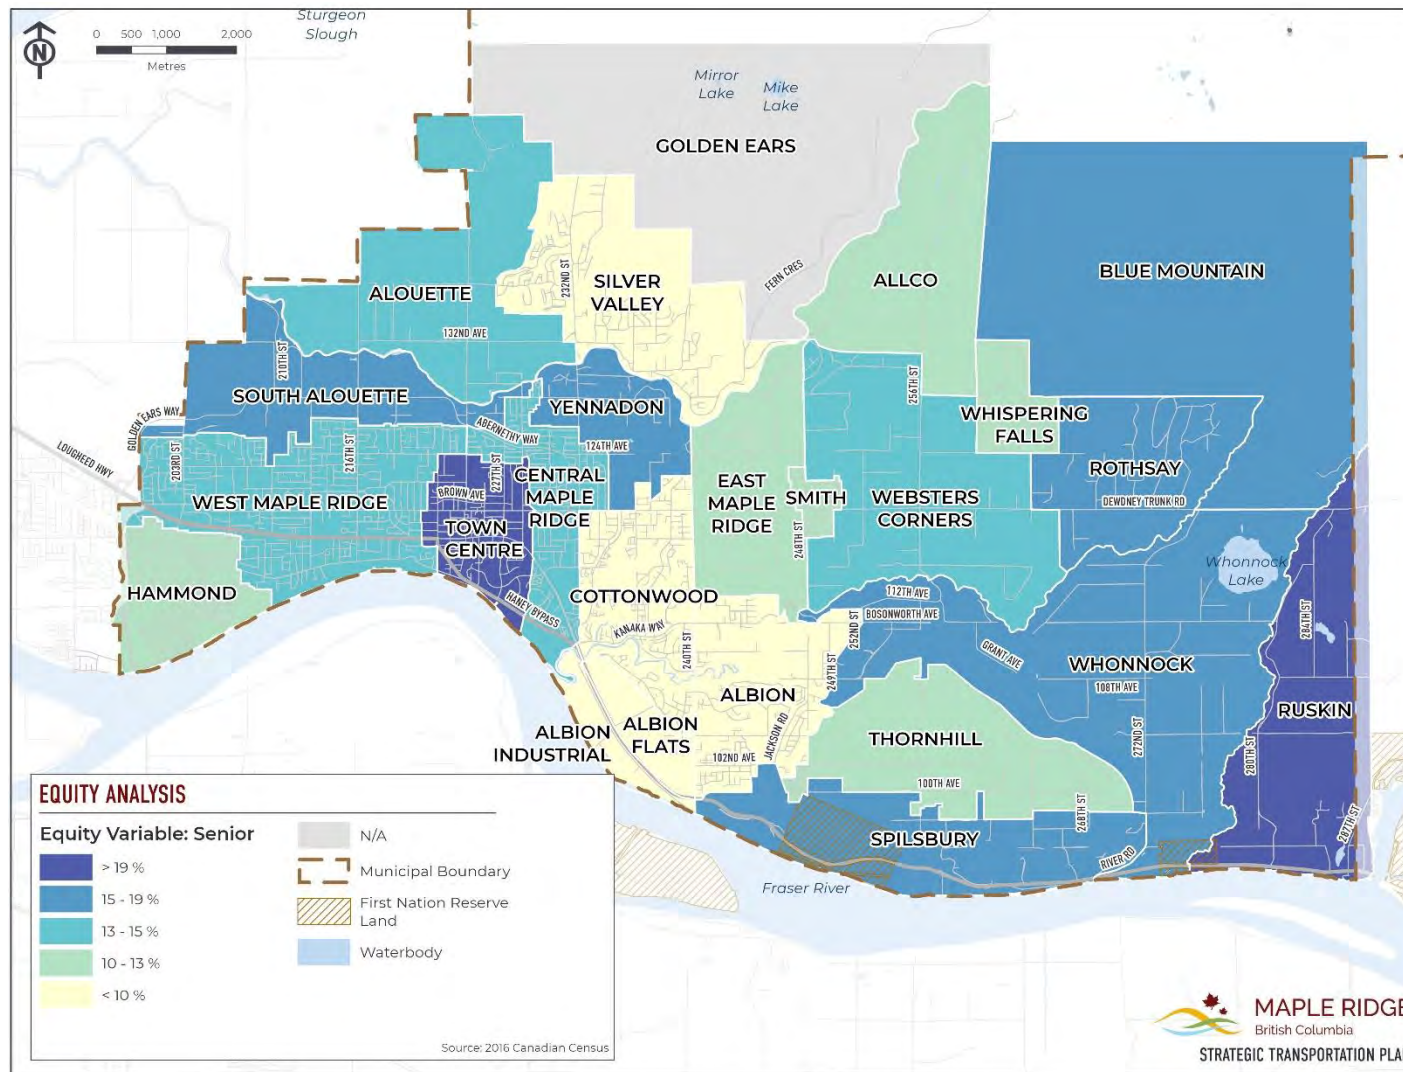 Sturgeon
Slough
N
0 500 1,000 2,000
Metres
Mirror
Lake
Mike
Lake
GOLDEN EARS
FERN CRES
ALLCO
BLUE MOUNTAIN
SILVER
VALLEY
232ND ST
ALOUETTE
132ND AVE
210TH ST
SOUTH ALOUETTE
YENNADON
256TH ST
WHISPERING
FALLS
GOLDEN EARS WAY
LOUGHEED HWY
203RD ST
216TH ST
ABERNETHY WAY
124TH AVE
227TH ST
BROWN AVE
WEST MAPLE RIDGE
TOWN
CENTRE
CENTRAL
MAPLE
RIDGE
EAST
MAPLE
RIDGE
SMITH
248TH ST
WEBSTERS
CORNERS
ROTHSAY
DEWDNEY TRUNK RD
Whonnock
Lake
HAMMOND
HANEY BYPASS
COTTONWOOD
KANAKA WAY
240TH ST
112TH AVE
BOSONWORTH AVE
252ND ST
249TH ST
GRANT AVE
WHONNOCK
108TH AVE
284TH ST
RUSKIN
ALBION
ALBION
INDUSTRIAL
ALBION
FLATS
JACKSON RD
102ND AVE
THORNHILL
100TH AVE
272ND ST
280TH ST
268TH ST
287TH ST
SPILSBURY
RIVER RD
Fraser River
EQUITY ANALYSIS
Equity Variable: Senior
> 19 %
15 - 19 %
13 - 15 %
10 - 13 %
< 10 %
N/A
Municipal Boundary
First Nation Reserve
Land
Waterbody
Source: 2016 Canadian Census
MAPLE RIDGE
British Columbia
STRATEGIC TRANSPORTATION PLA